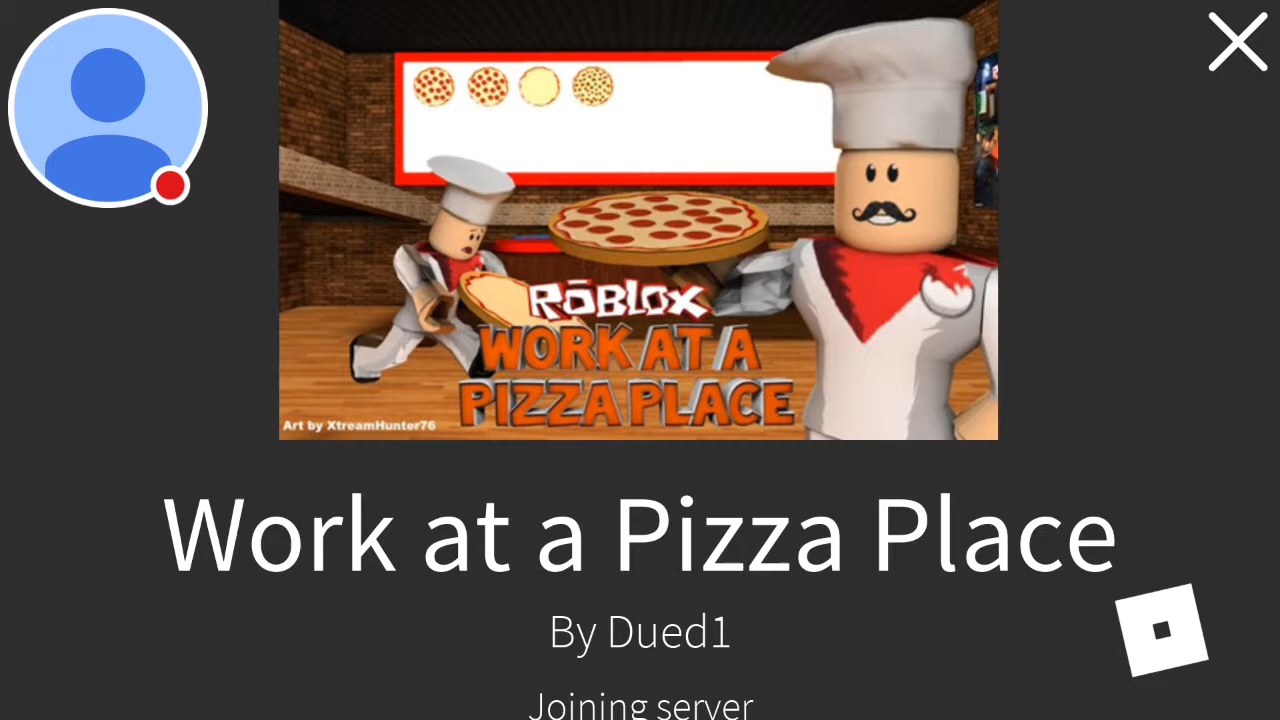 RŌBLOX
WORK AT A
PIZZA PLACE
Art by XtreamHunter76
Work at a Pizza Place
By Dued1
Joining server